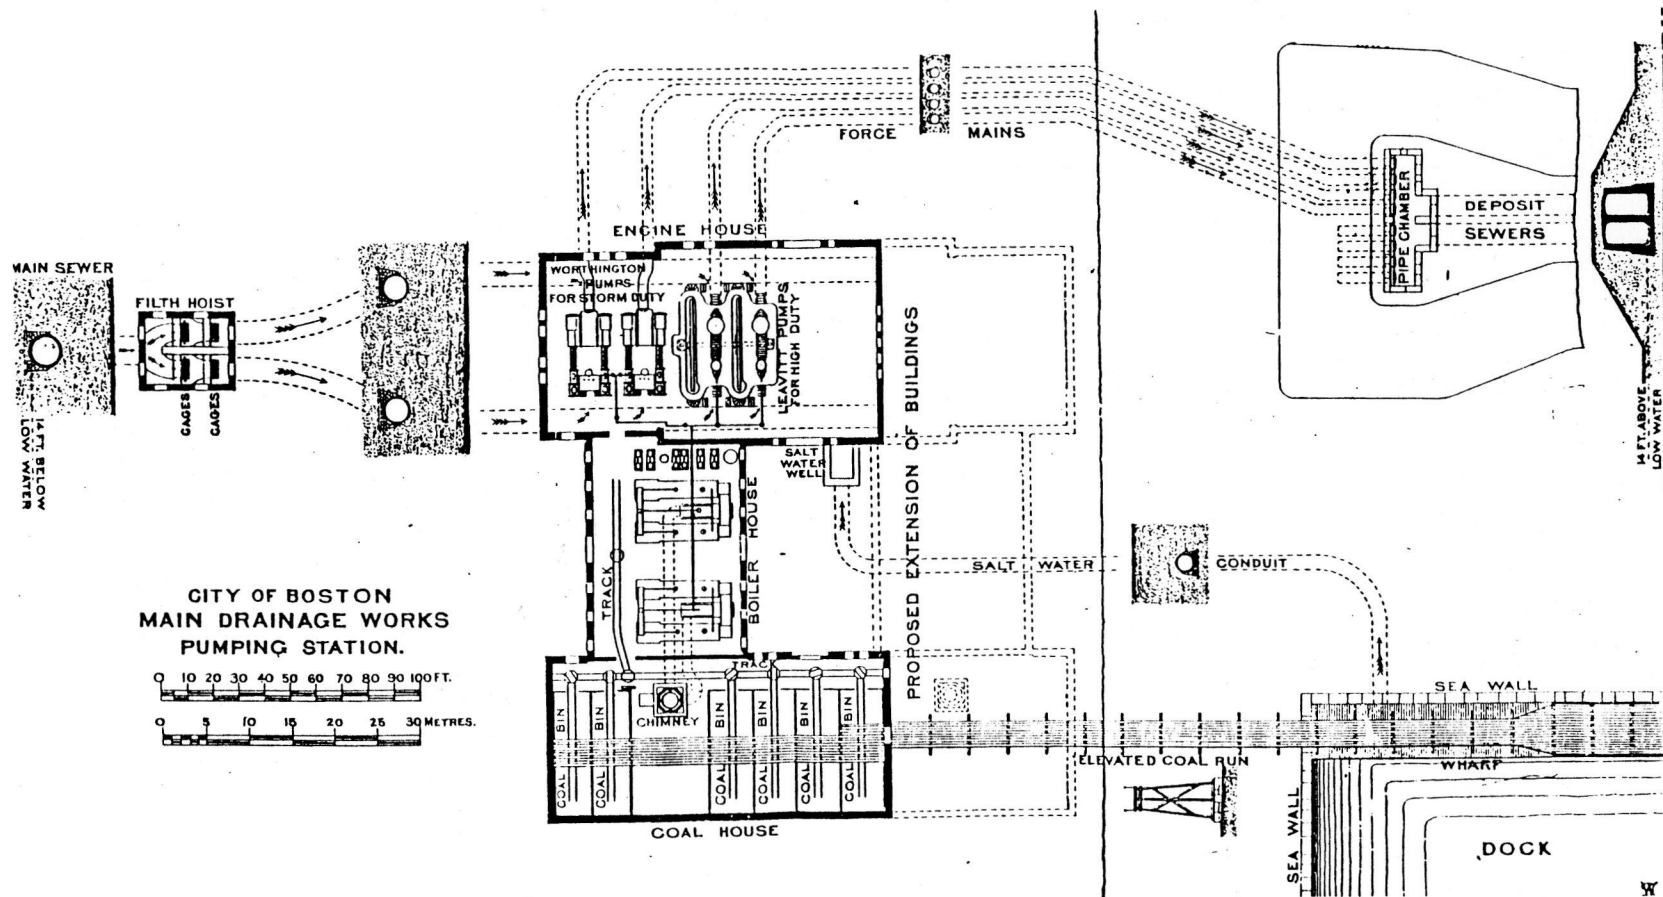 FORCE MAINS
ENGINE HOUSE
WORTHINGTON
PUMPS
FOR STORM DUTY
LEAVITT PUMPS
FOR HIGH DUTY
MAIN SEWER
FILTH HOIST
CAGES
CAGES
14 FT. BELOW
LOW WATER
PIPE CHAMBER
DEPOSIT
SEWERS
14 FT. ABOVE
LOW WATER
PROPOSED EXTENSION OF BUILDINGS
SALT
WATER
WELL
BOILER HOUSE
TRACK
SALT WATER
CONDUIT
CITY OF BOSTON
MAIN DRAINAGE WORKS
PUMPING STATION.
0 10 20 30 40 50 60 70 80 90 100 FT.
0 5 10 15 20 25 30 METRES.
TRACK
CHIMNEY
COAL BIN
COAL BIN
COAL BIN
COAL BIN
COAL BIN
COAL BIN
COAL HOUSE
ELEVATED COAL RUN
SEA WALL
WHARF
SEA WALL
DOCK